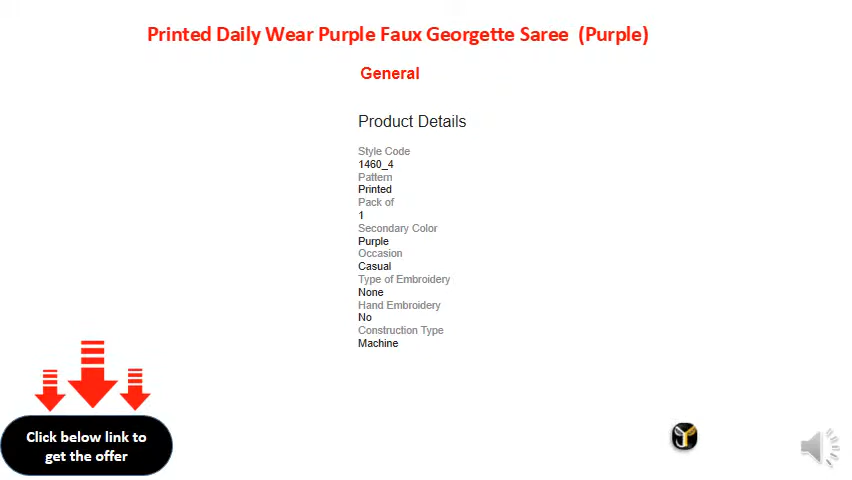 Printed Daily Wear Purple Faux Georgette Saree  (Purple)
General
Product Details
Style Code
1460_4
Pattern
Printed
Pack of
1
Secondary Color
Purple
Occasion
Casual
Type of Embroidery
None
Hand Embroidery
No
Construction Type
Machine
Click below link to
get the offer